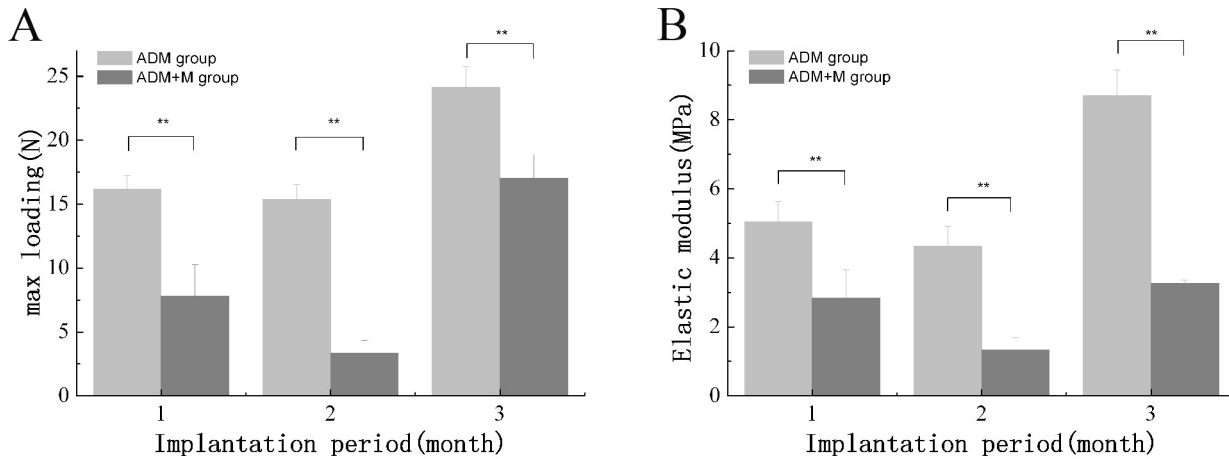 A
ADM group
ADM+M group
**
**
**
max loading(N)
25
20
15
10
5
0
1
2
3
Implantation period(month)
B
ADM group
ADM+M group
**
**
**
Elastic modulus(MPa)
10
8
6
4
2
0
1
2
3
Implantation period(month)